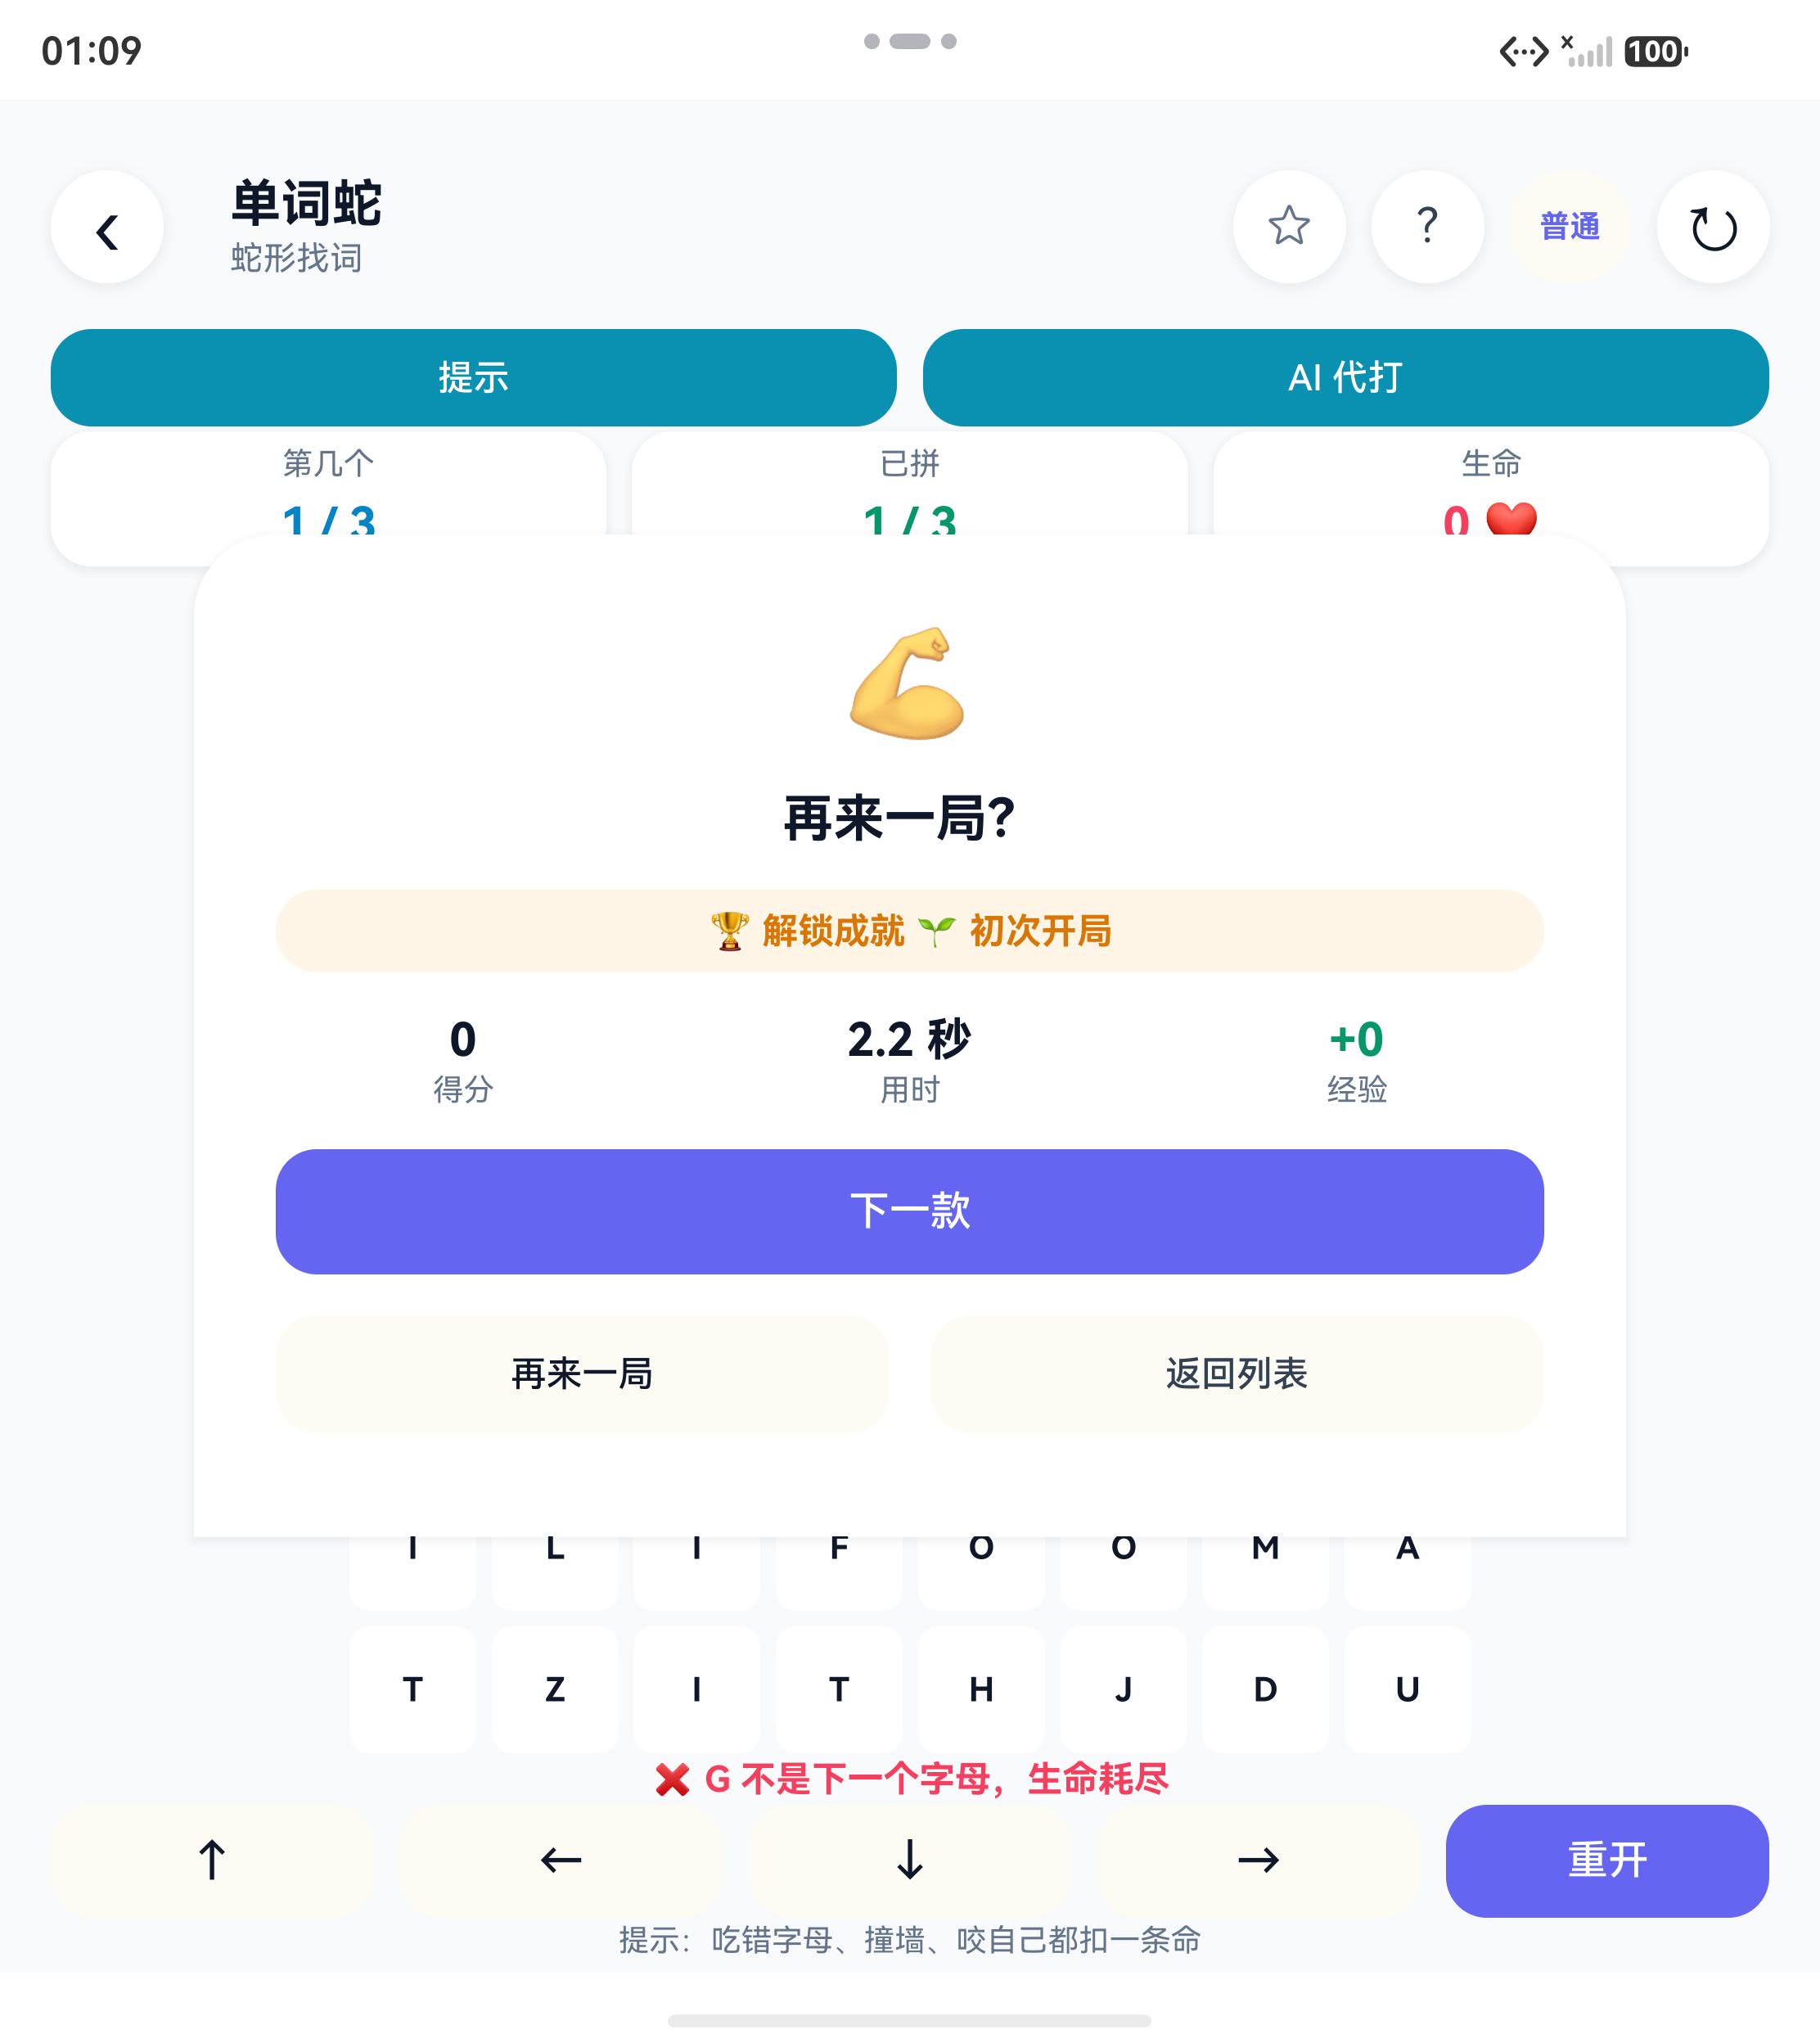 01:09
100
单词蛇
蛇形找词
?
普通
提示
AI 代打
第几个
已拼
生命
1 / 3
1 / 3
0
再来一局?
解锁成就 初次开局
0
2.2 秒
+0
得分
用时
经验
下一款
再来一局
返回列表
I L I F O O M A
T Z I T H J D U
G 不是下一个字母，生命耗尽
↑ ← ↓ → 重开
提示：吃错字母、撞墙、咬自己都扣一条命